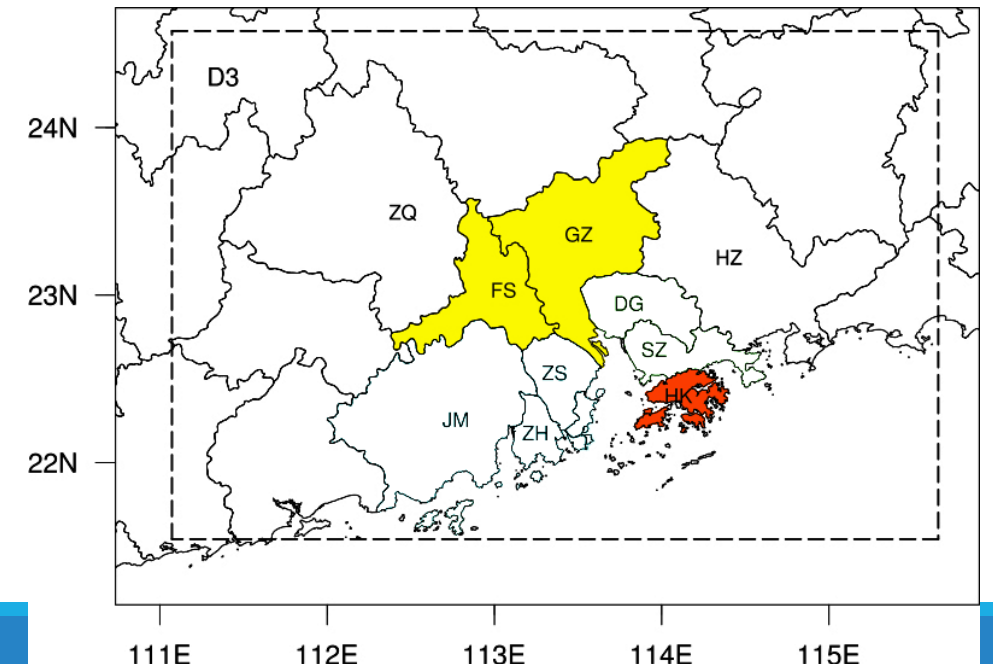 D3
24N
ZQ
GZ
HZ
23N
FS
DG
SZ
ZS
HK
JM
ZH
22N
111E 112E 113E 114E 115E